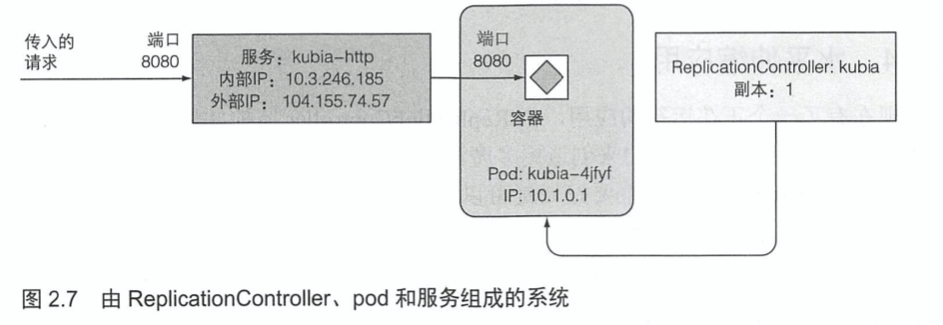 传入的
请求
端口
8080
服务：kubia-http
内部IP：10.3.246.185
外部IP：104.155.74.57
端口
8080
容器
Pod: kubia-4jfyf
IP: 10.1.0.1
ReplicationController: kubia
副本：1
图 2.7 由 ReplicationController、pod 和服务组成的系统